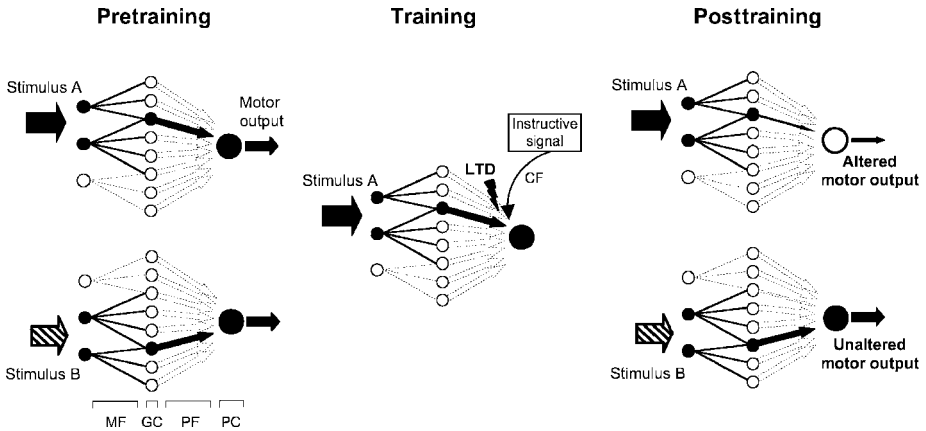 Pretraining
Training
Posttraining
Stimulus A
Motor
output
Stimulus B
MF
GC
PF
PC
Stimulus A
LTD
Instructive
signal
CF
Stimulus A
Altered
motor output
Stimulus B
Unaltered
motor output